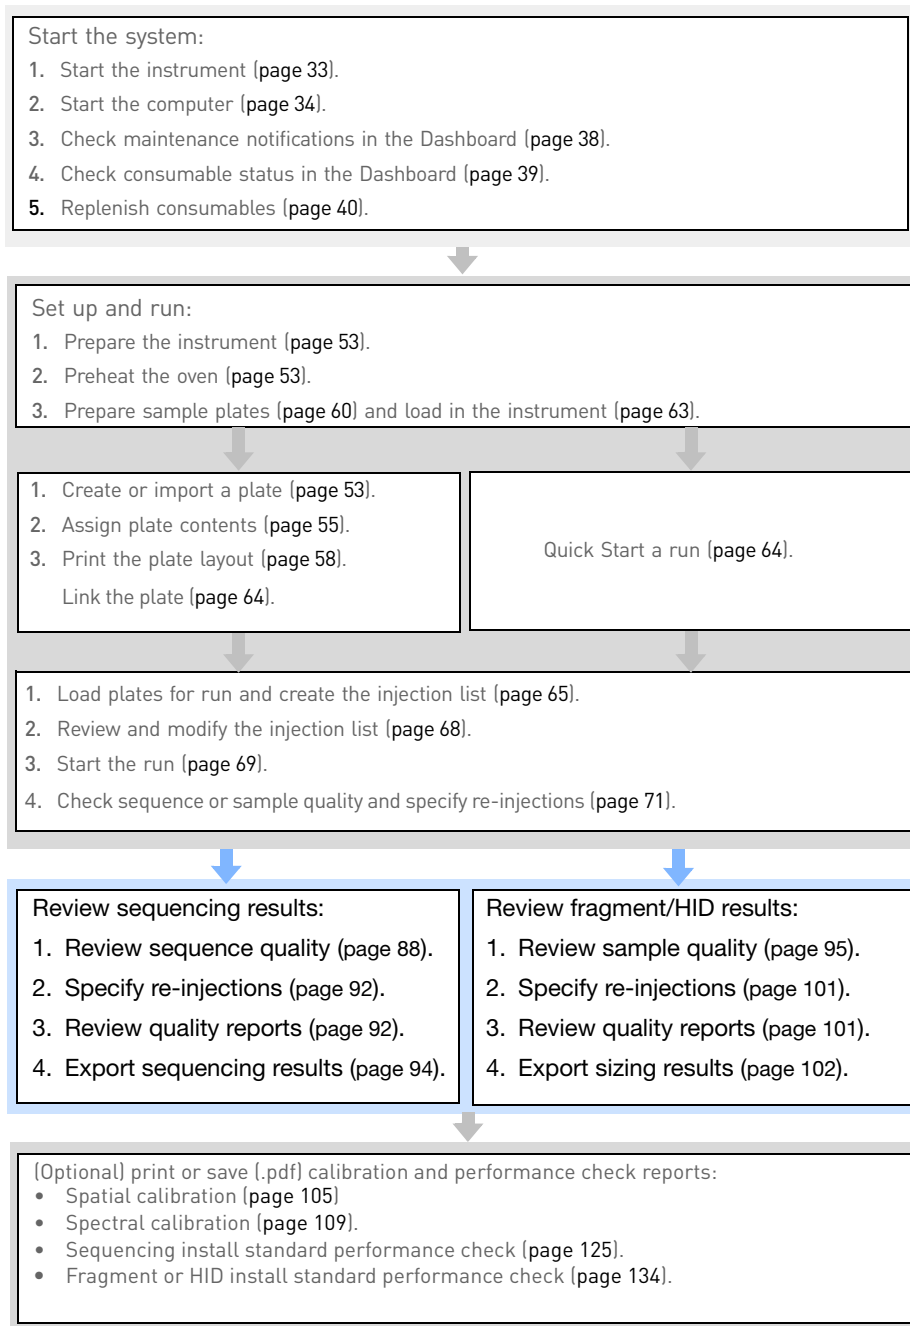 Start the system:
1. Start the instrument (page 33).
2. Start the computer (page 34).
3. Check maintenance notifications in the Dashboard (page 38).
4. Check consumable status in the Dashboard (page 39).
5. Replenish consumables (page 40).
Set up and run:
1. Prepare the instrument (page 53).
2. Preheat the oven (page 53).
3. Prepare sample plates (page 60) and load in the instrument (page 63).
1. Create or import a plate (page 53).
2. Assign plate contents (page 55).
3. Print the plate layout (page 58).
Link the plate (page 64).
Quick Start a run (page 64).
1. Load plates for run and create the injection list (page 65).
2. Review and modify the injection list (page 68).
3. Start the run (page 69).
4. Check sequence or sample quality and specify re-injections (page 71).
Review sequencing results:
1. Review sequence quality (page 88).
2. Specify re-injections (page 92).
3. Review quality reports (page 92).
4. Export sequencing results (page 94).
Review fragment/HID results:
1. Review sample quality (page 95).
2. Specify re-injections (page 101).
3. Review quality reports (page 101).
4. Export sizing results (page 102).
(Optional) print or save (.pdf) calibration and performance check reports:
• Spatial calibration (page 105)
• Spectral calibration (page 109).
• Sequencing install standard performance check (page 125).
• Fragment or HID install standard performance check (page 134).